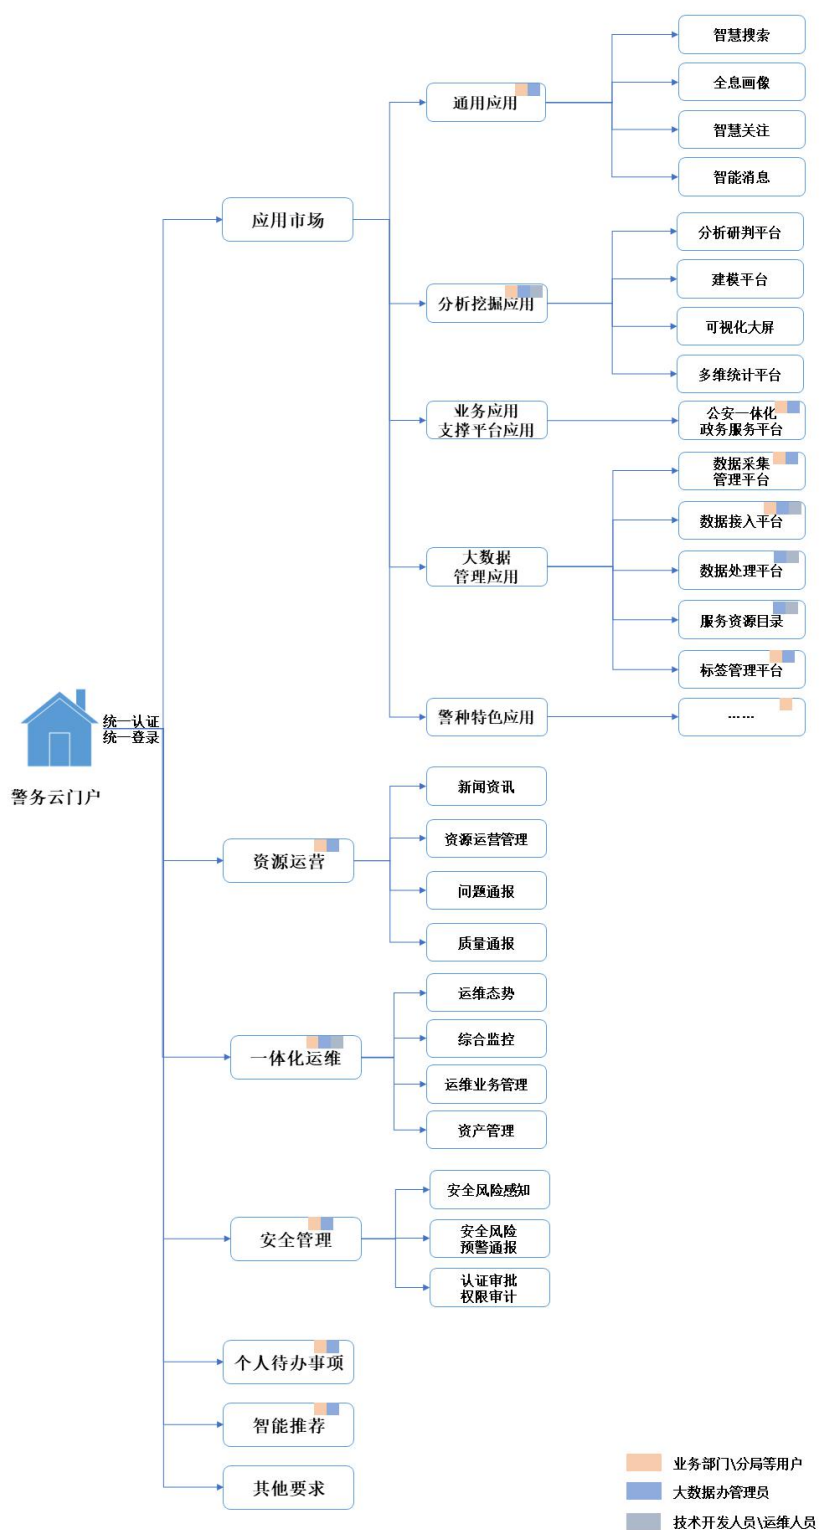 警务云门户
统一认证
统一登录
应用市场
通用应用
智慧搜索
全息画像
智慧关注
智能消息
分析挖掘应用
分析研判平台
建模平台
可视化大屏
多维统计平台
业务应用
支撑平台应用
公安一体化
政务服务平台
大数据
管理应用
数据采集
管理平台
数据接入平台
数据处理平台
服务资源目录
标签管理平台
警种特色应用
……
资源运营
新闻资讯
资源运营管理
问题通报
质量通报
一体化运维
运维态势
综合监控
运维业务管理
资产管理
安全管理
安全风险感知
安全风险
预警通报
认证审批
权限审计
个人待办事项
智能推荐
其他要求
业务部门\分局等用户
大数据办管理员
技术开发人员\运维人员